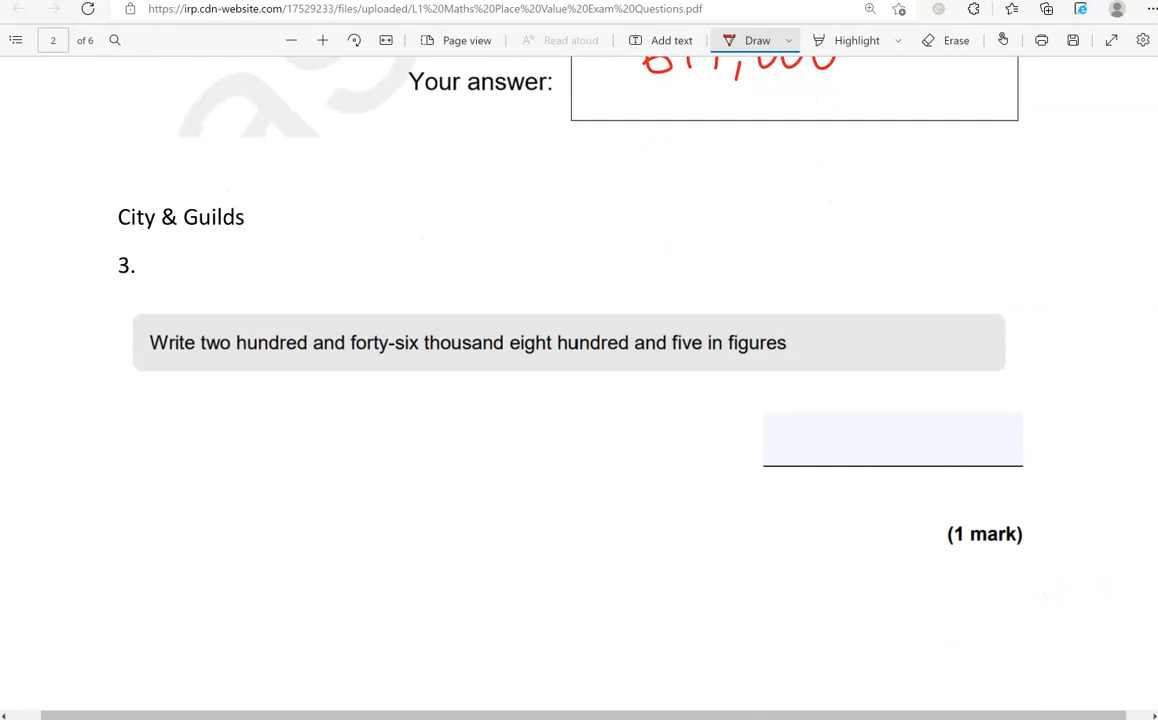 https://irp.cdn-website.com/17529233/files/uploaded/L1%20Maths%20Place%20Value%20Exam%20Questions.pdf
2 of 6 Page view Read aloud Add text Draw Highlight Erase
Your answer:
City & Guilds
3.
Write two hundred and forty-six thousand eight hundred and five in figures
(1 mark)